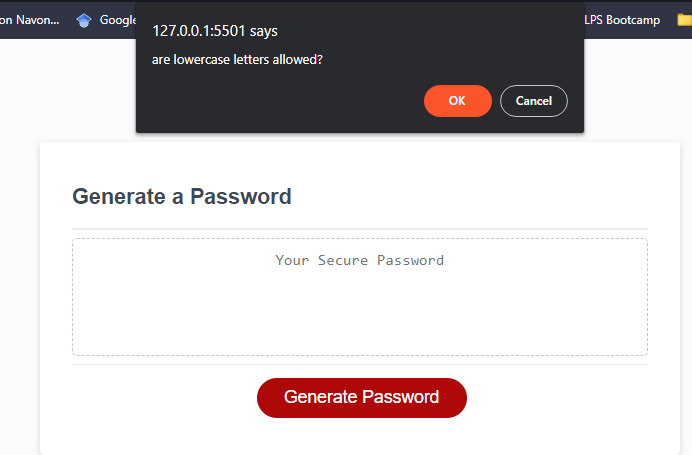 on Navon...
Google
LPS Bootcamp
127.0.0.1:5501 says
are lowercase letters allowed?
OK
Cancel
Generate a Password
Your Secure Password
Generate Password